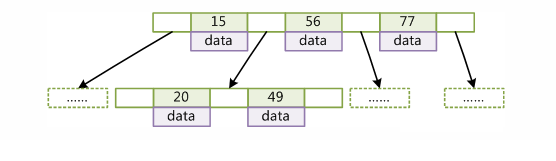 15 56 77
data data data
...... 20 49 ...... ......
data data